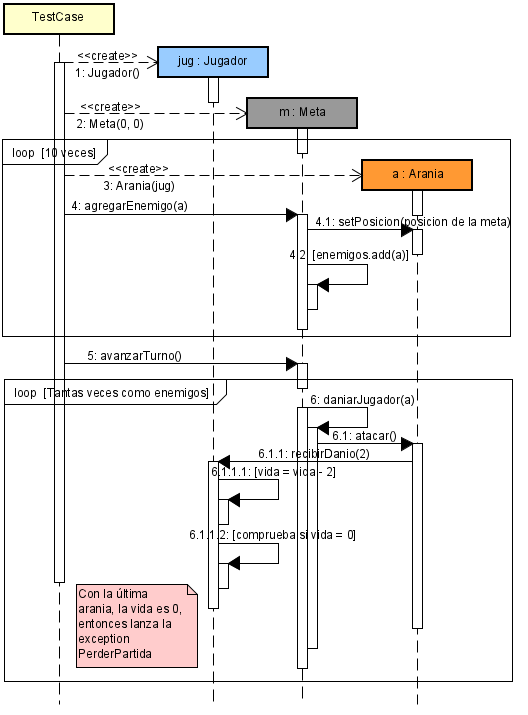 TestCase
<<create>>
jug : Jugador
1: Jugador()
<<create>>
m : Meta
2: Meta(0, 0)
loop [10 veces]
<<create>>
a : Arania
3: Arania(jug)
4: agregarEnemigo(a)
4.1: setPosicion(posicion de la meta)
4.2: [enemigos.add(a)]
5: avanzarTurno()
loop [Tantas veces como enemigos]
6: daniarJugador(a)
6.1: atacar()
6.1.1: recibirDanio(2)
6.1.1.1: [vida = vida - 2]
6.1.1.2: [comprueba si vida = 0]
Con la última
arania, la vida es 0,
entonces lanza la
exception
PerderPartida